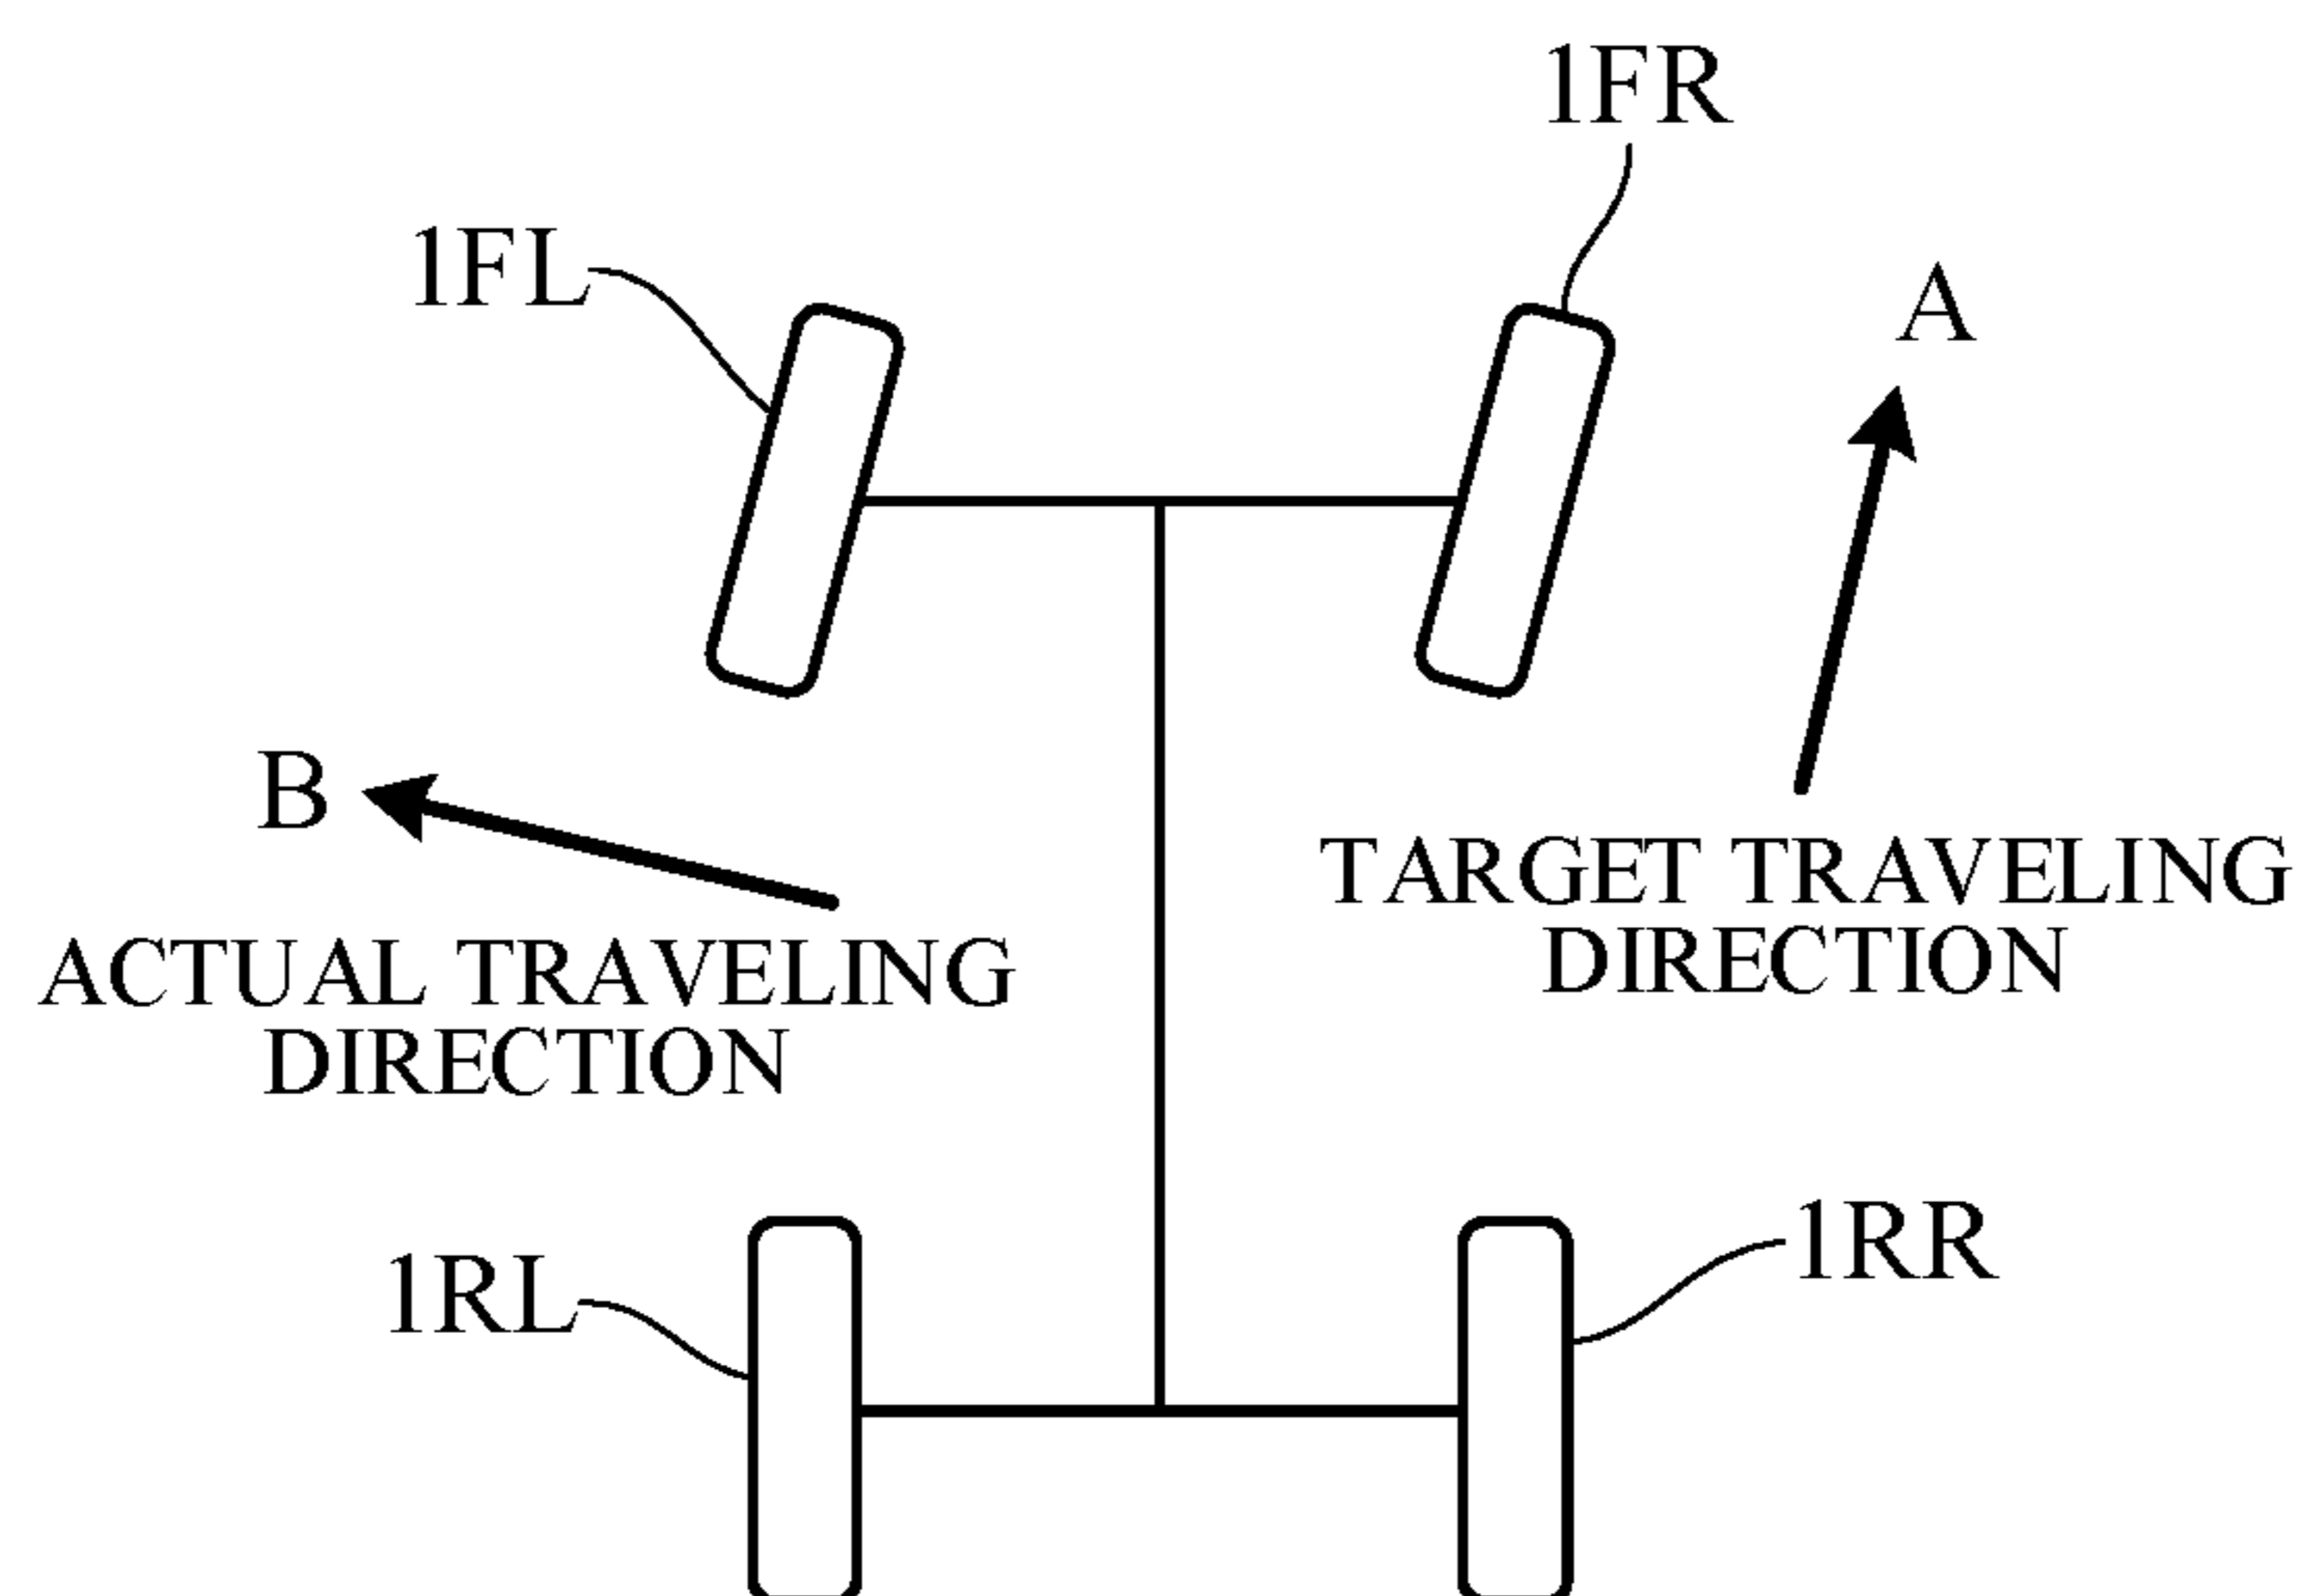 1FR
1FL
A
B
TARGET TRAVELING
DIRECTION
ACTUAL TRAVELING
DIRECTION
1RR
1RL